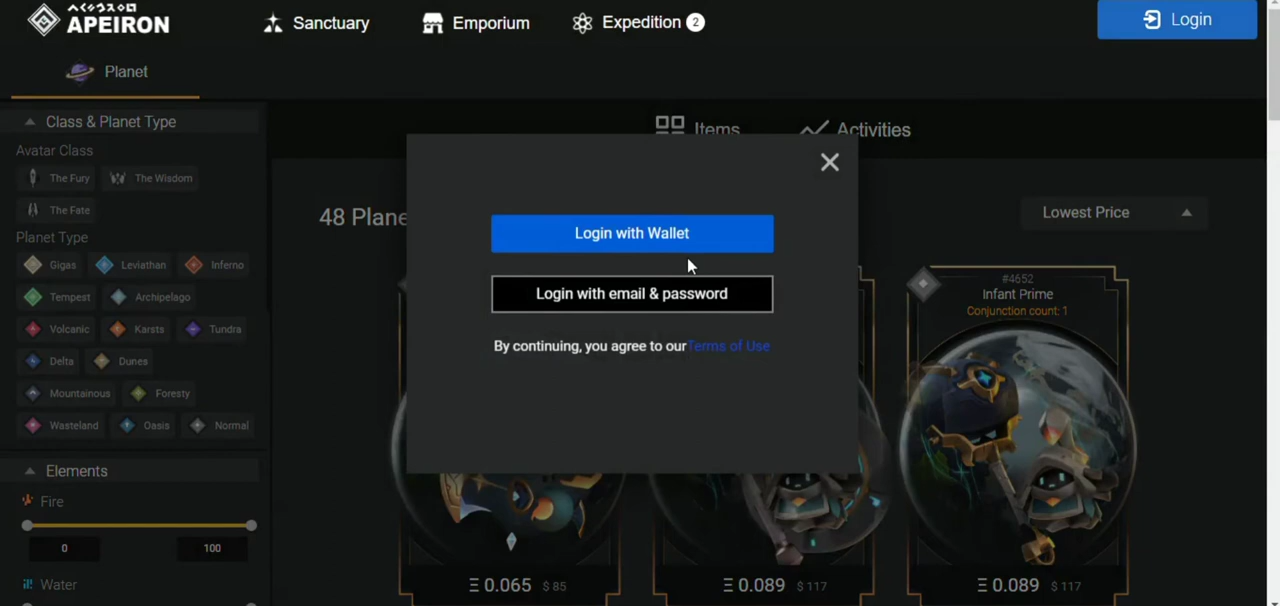 APEIRON
Sanctuary
Emporium
Expedition 2
Login
Planet
Class & Planet Type
Avatar Class
The Fury
The Wisdom
The Fate
Planet Type
Gigas
Leviathan
Inferno
Tempest
Archipelago
Volcanic
Karsts
Tundra
Delta
Dunes
Mountainous
Foresty
Wasteland
Oasis
Normal
Elements
Fire
0
100
Water
Items
Activities
48 Plane
Lowest Price
Login with Wallet
Login with email & password
By continuing, you agree to our Terms of Use
#4652
Infant Prime
Conjunction count: 1
Ξ 0.065 $ 85
Ξ 0.089 $ 117
Ξ 0.089 $ 117